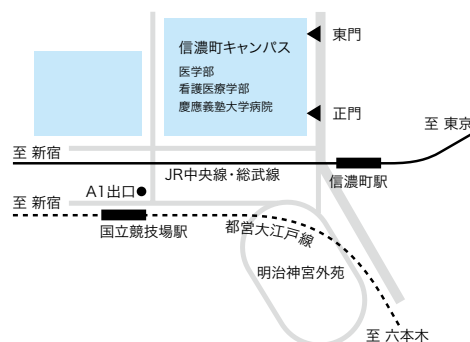 信濃町キャンパス
医学部
看護医療学部
慶應義塾大学病院
東門
正門
至 東京
至 新宿
JR中央線・総武線
信濃町駅
至 新宿
A1出口
国立競技場駅
都営大江戸線
明治神宮外苑
至 六本木